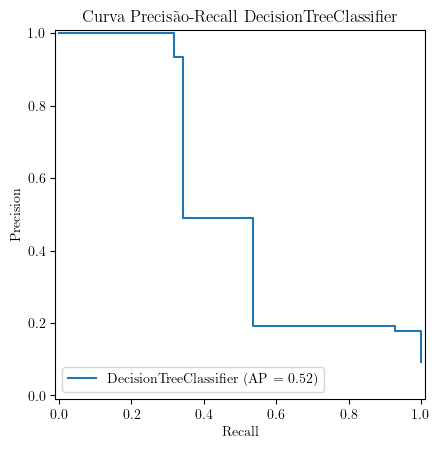 Curva Precisão-Recall DecisionTreeClassifier
1.0
0.8
0.6
0.4
0.2
0.0
Precision
DecisionTreeClassifier (AP = 0.52)
0.0 0.2 0.4 0.6 0.8 1.0
Recall